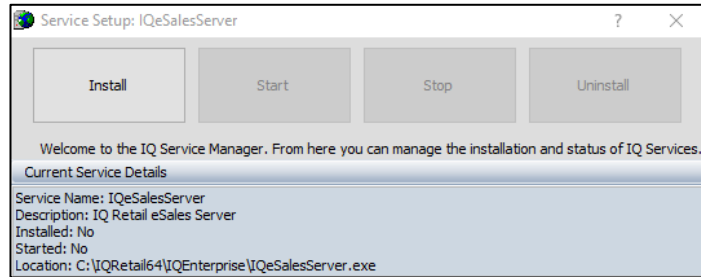 Service Setup: IQeSalesServer
Install Start Stop Uninstall
Welcome to the IQ Service Manager. From here you can manage the installation and status of IQ Services.
Current Service Details
Service Name: IQeSalesServer
Description: IQ Retail eSales Server
Installed: No
Started: No
Location: C:\IQRetail64\IQEnterprise\IQeSalesServer.exe